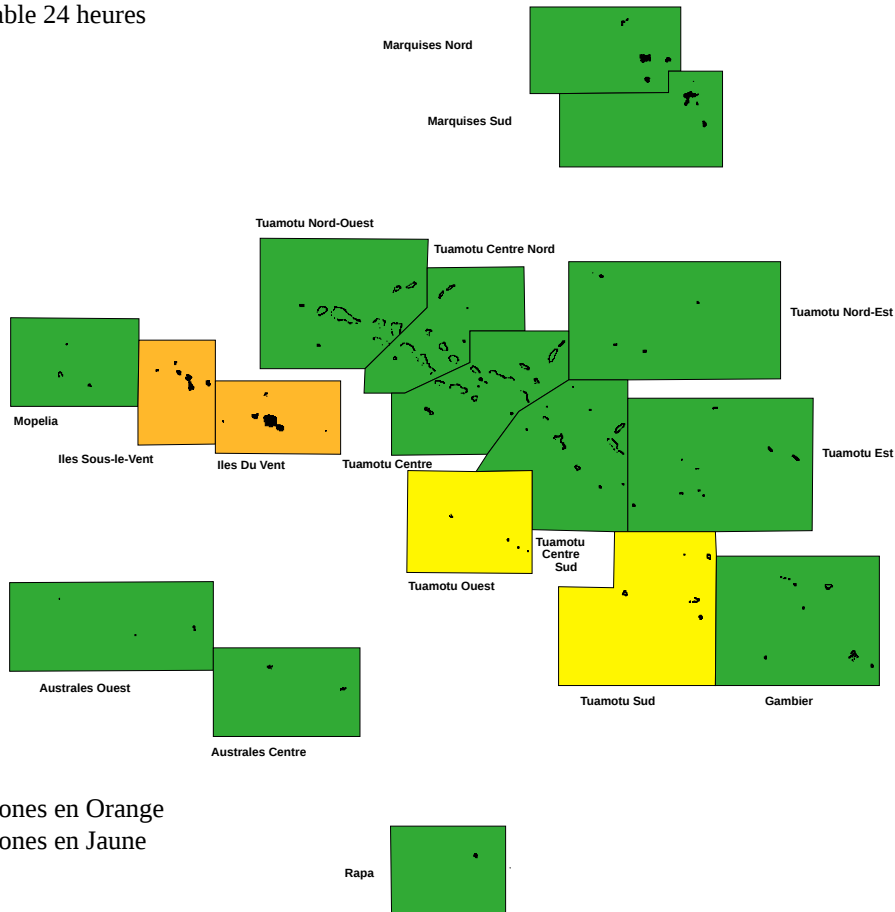 able 24 heures
Marquises Nord
Marquises Sud
Tuamotu Nord-Ouest
Tuamotu Centre Nord
Tuamotu Nord-Est
Mopelia
Iles Sous-le-Vent
Iles Du Vent
Tuamotu Centre
Tuamotu Est
Tuamotu
Centre
Sud
Tuamotu Ouest
Australes Ouest
Tuamotu Sud
Gambier
Australes Centre
ones en Orange
ones en Jaune
Rapa